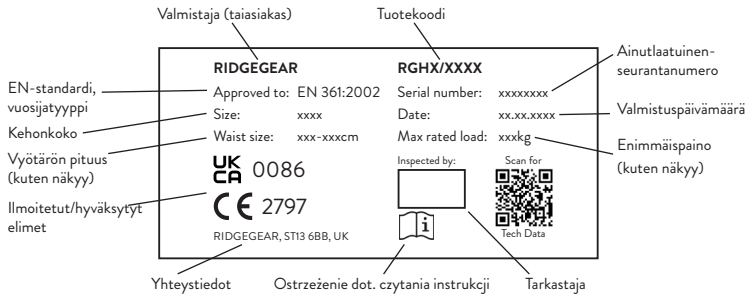 Valmistaja (taiasiakas)
Tuotekoodi
EN-standardi,
vuosijatyyppi
Kehonkoko
Vyötärön pituus
(kuten näkyy)
Ilmoitetut/hyväksytyt
elimet
RIDGEGEAR
Approved to: EN 361:2002
Size: xxxx
Waist size: xxx-xxxcm
UK
CA 0086
CE 2797
RIDGEGEAR, ST13 6BB, UK
RGHX/XXXX
Serial number: xxxxxxxx
Date: xx.xx.xxxx
Max rated load: xxxkg
Inspected by:
Scan for
i
Tech Data
Ainutlaatuinen-
seurantanumero
Valmistuspäivämäärä
Enimmäispaino
(kuten näkyy)
Yhteystiedot
Ostrzeżenie dot. czytania instrukcji
Tarkastaja